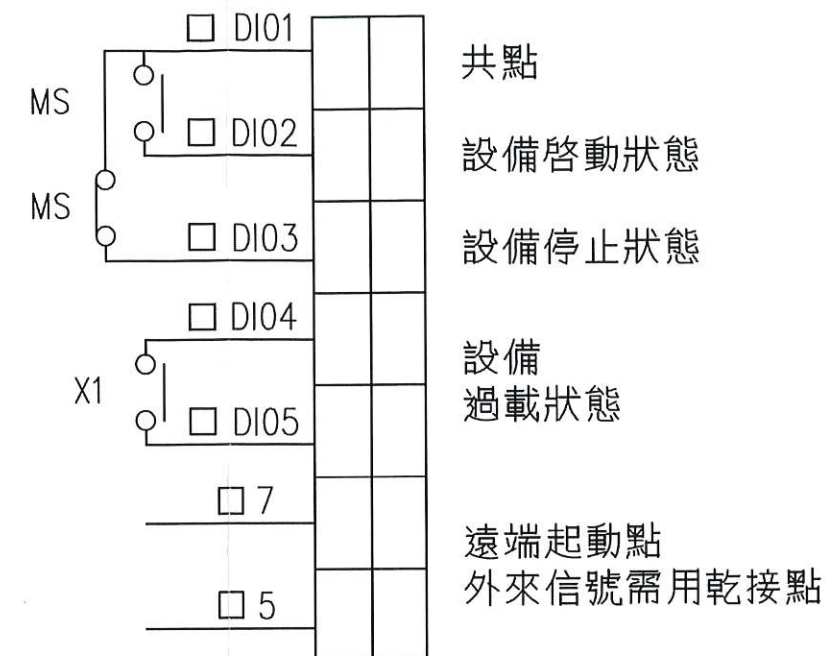 □ DI01
共點
MS
□ DI02
設備啓動狀態
MS
□ DI03
設備停止狀態
□ DI04
設備
過載狀態
X1
□ DI05
□ 7
遠端起動點
外來信號需用乾接點
□ 5